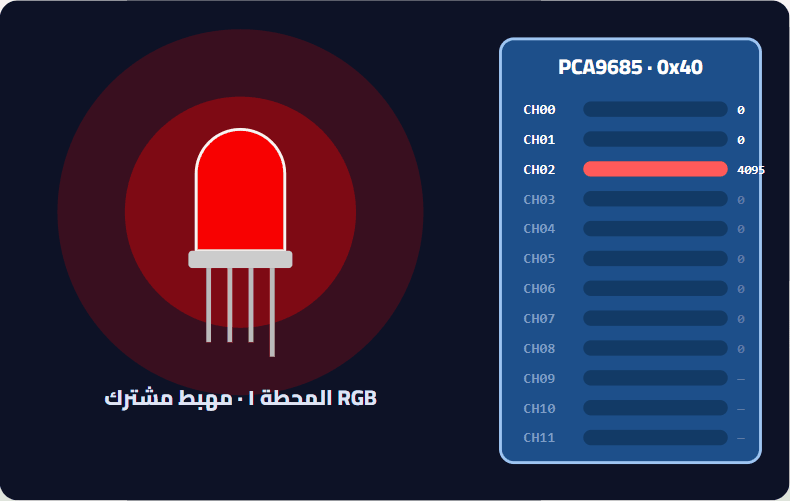 PCA9685 · 0x40
CH00 0
CH01 0
CH02 4095
CH03 0
CH04 0
CH05 0
CH06 0
CH07 0
CH08 0
CH09 —
CH10 —
CH11 —
RGB المحطة ١ · مهبط مشترك